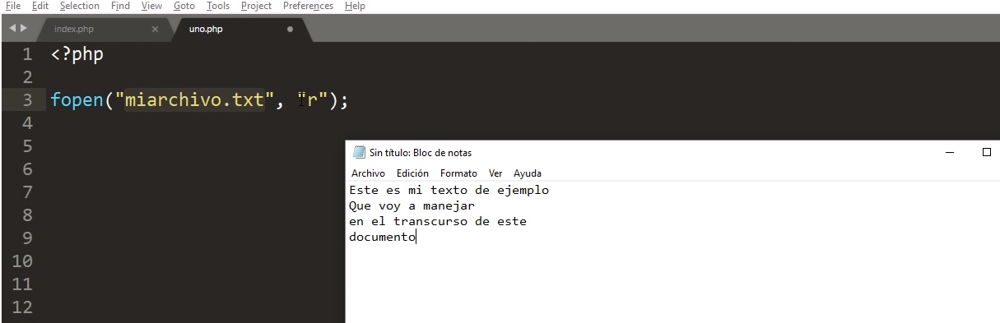 File Edit Selection Find View Goto Tools Project Preferences Help
index.php × uno.php
1 <?php
2
3 fopen("miarchivo.txt", "r");
4
5
6
7
8
9
10
11
12
Sin título: Bloc de notas
Archivo Edición Formato Ver Ayuda
Este es mi texto de ejemplo
Que voy a manejar
en el transcurso de este
documento